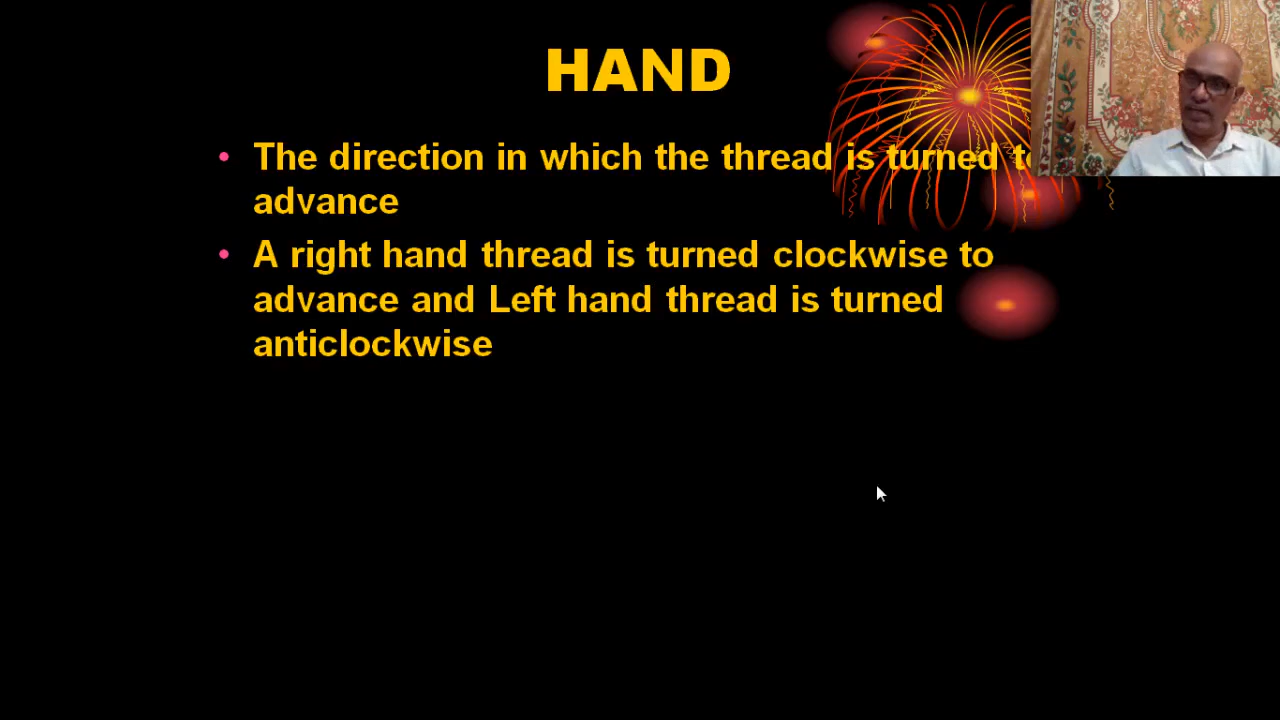 HAND
• The direction in which the thread is turned to
advance
• A right hand thread is turned clockwise to
advance and Left hand thread is turned
anticlockwise